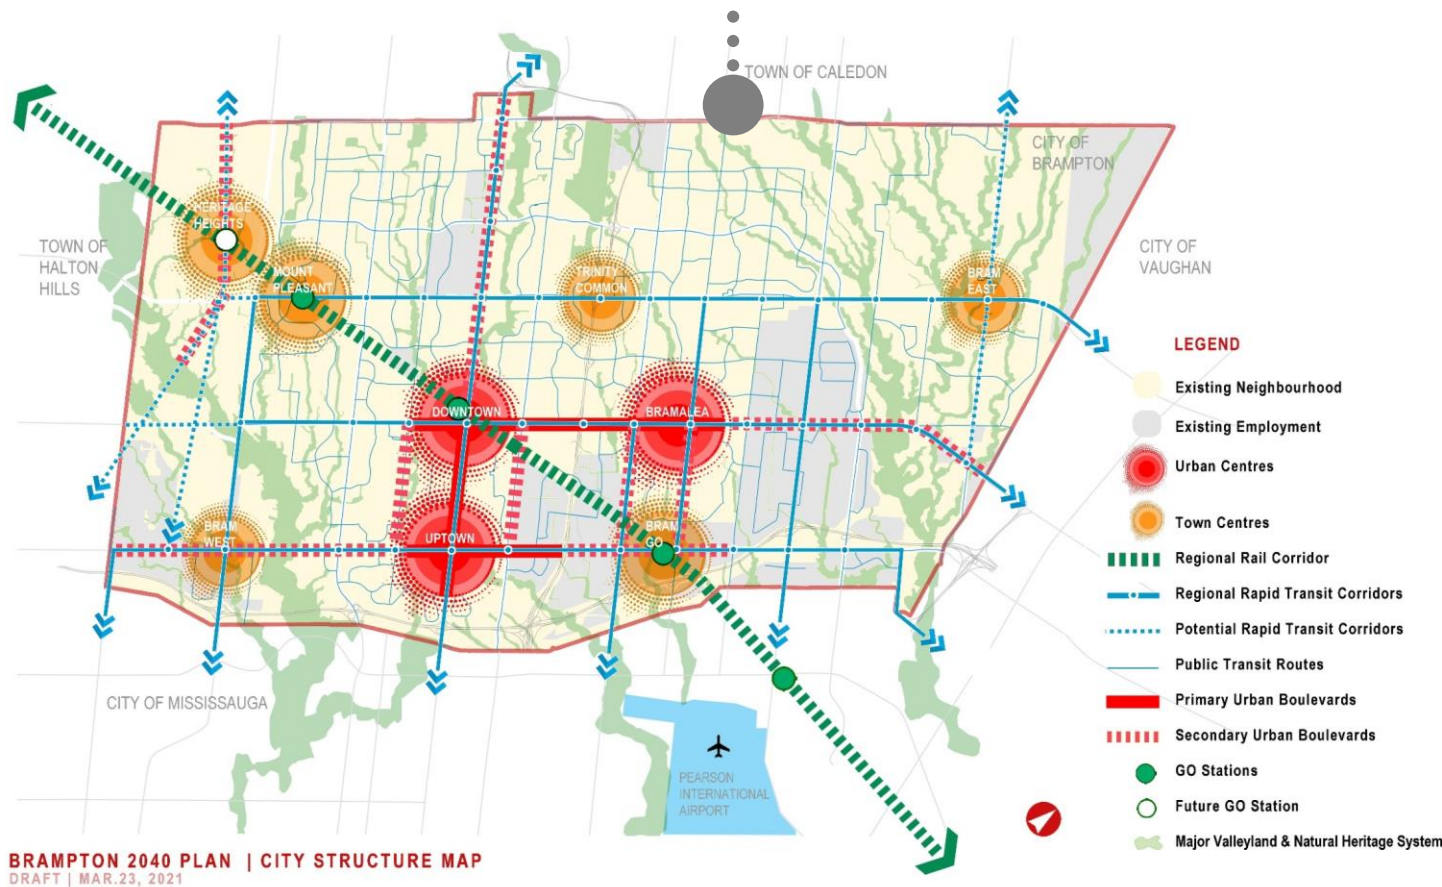 TOWN OF CALEDON
CITY OF
BRAMPTON
HERITAGE
HEIGHTS
TOWN OF
HALTON
HILLS
CITY OF
VAUGHAN
MOUNT
PLEASANT
TRINITY
COMMON
BRAM
EAST
DOWNTOWN
BRAMALEA
BRAM
WEST
UPTOWN
BRAM
GO
CITY OF MISSISSAUGA
PEARSON
INTERNATIONAL
AIRPORT
LEGEND
Existing Neighbourhood
Existing Employment
Urban Centres
Town Centres
Regional Rail Corridor
Regional Rapid Transit Corridors
Potential Rapid Transit Corridors
Public Transit Routes
Primary Urban Boulevards
Secondary Urban Boulevards
GO Stations
Future GO Station
Major Valleyland & Natural Heritage System
BRAMPTON 2040 PLAN | CITY STRUCTURE MAP
DRAFT | MAR.23, 2021